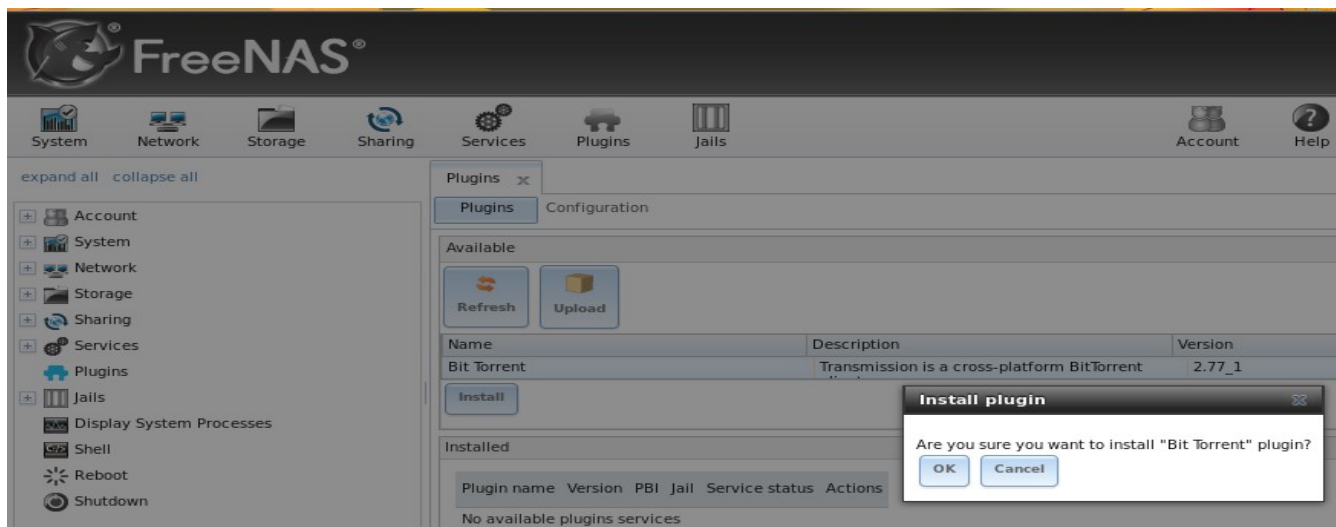 FreeNAS®
System Network Storage Sharing Services Plugins Jails Account Help
expand all collapse all
Account
System
Network
Storage
Sharing
Services
Plugins
Jails
Display System Processes
Shell
Reboot
Shutdown
Plugins
Plugins Configuration
Available
Refresh Upload
Name Description Version
Bit Torrent Transmission is a cross-platform BitTorrent 2.77_1
Install
Install plugin
Are you sure you want to install "Bit Torrent" plugin?
OK Cancel
Installed
Plugin name Version PBI Jail Service status Actions
No available plugins services